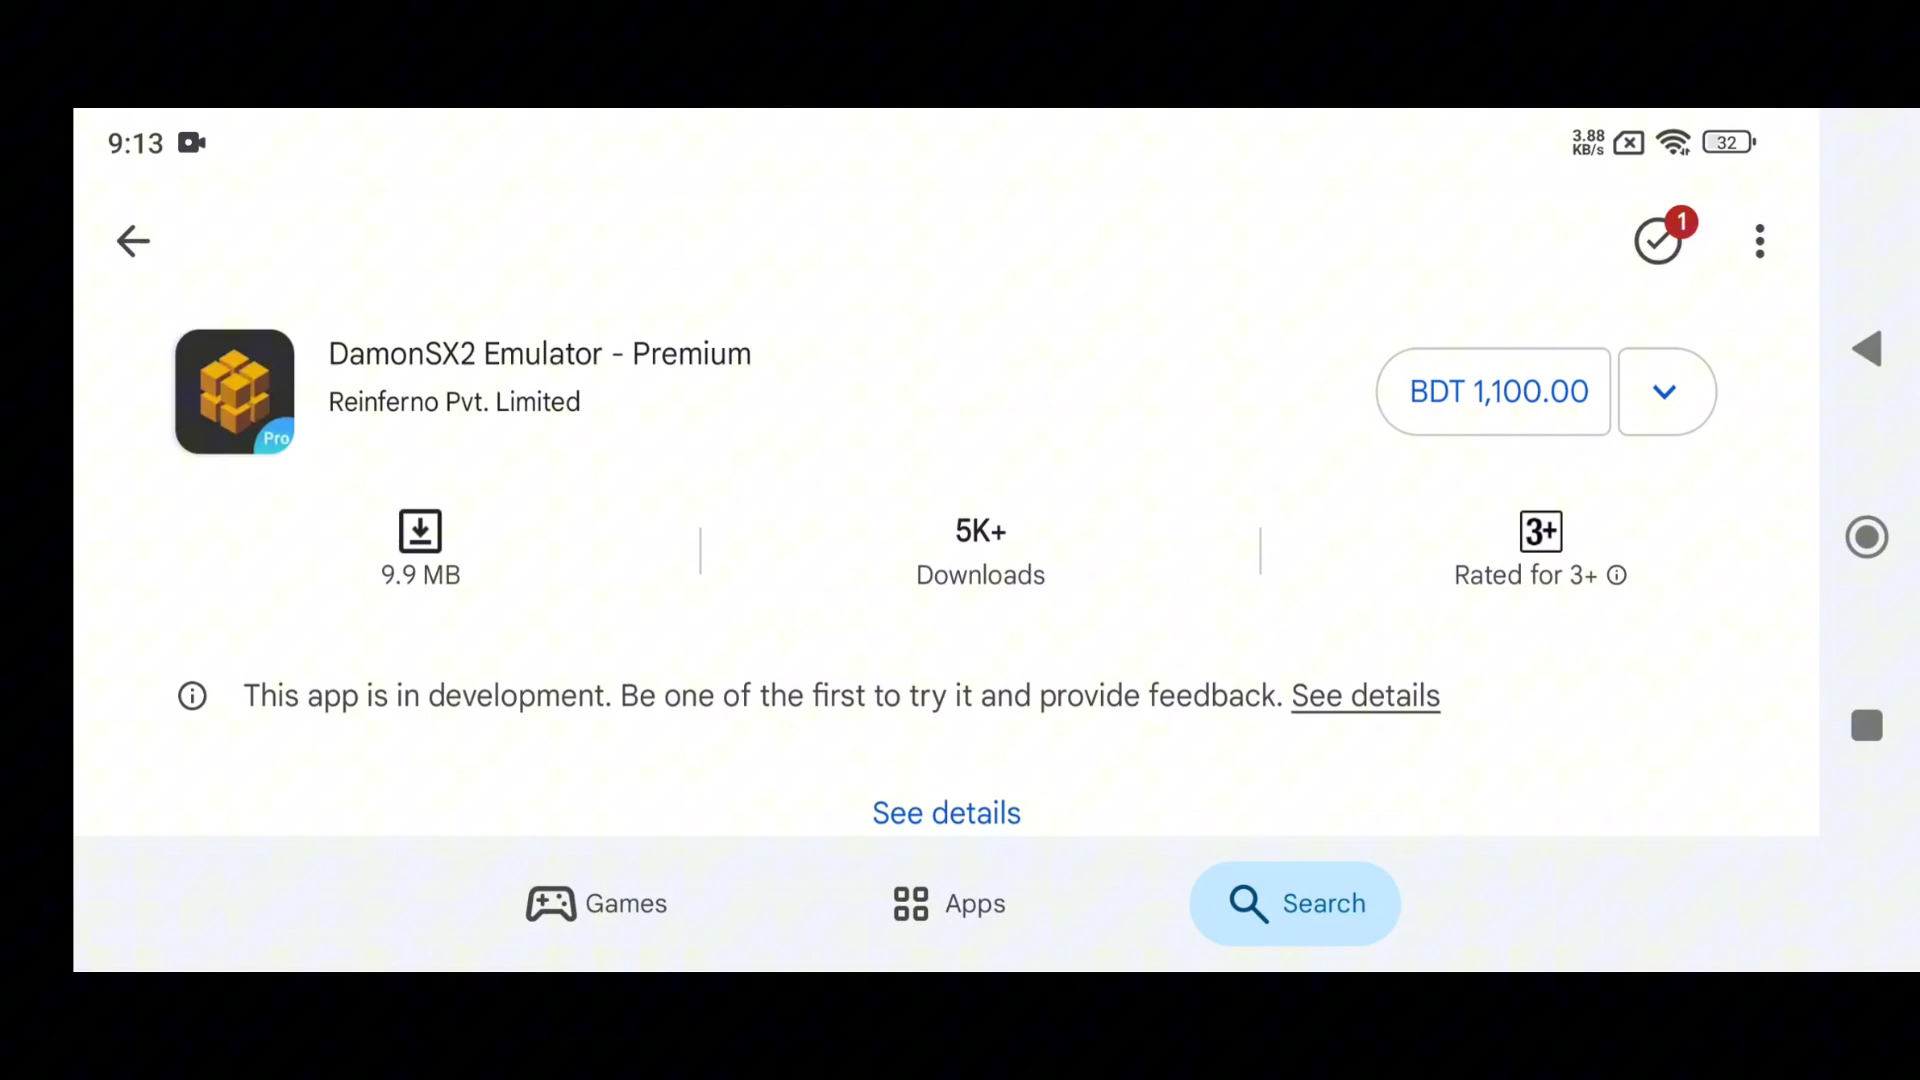 9:13
3.88
KB/s
32
1
DamonSX2 Emulator - Premium
Reinferno Pvt. Limited
BDT 1,100.00
Pro
5K+
3+
9.9 MB
Downloads
Rated for 3+
This app is in development. Be one of the first to try it and provide feedback. See details
See details
Games
Apps
Search